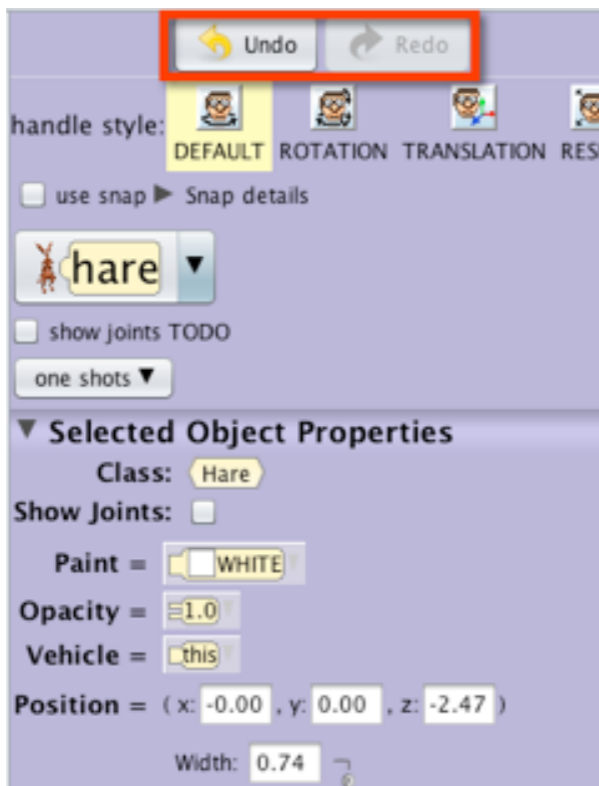 Undo Redo
handle style: DEFAULT ROTATION TRANSLATION RES
use snap Snap details
hare
show joints TODO
one shots
Selected Object Properties
Class: Hare
Show Joints:
Paint = WHITE
Opacity = 1.0
Vehicle = this
Position = ( x: -0.00 , y: 0.00 , z: -2.47 )
Width: 0.74